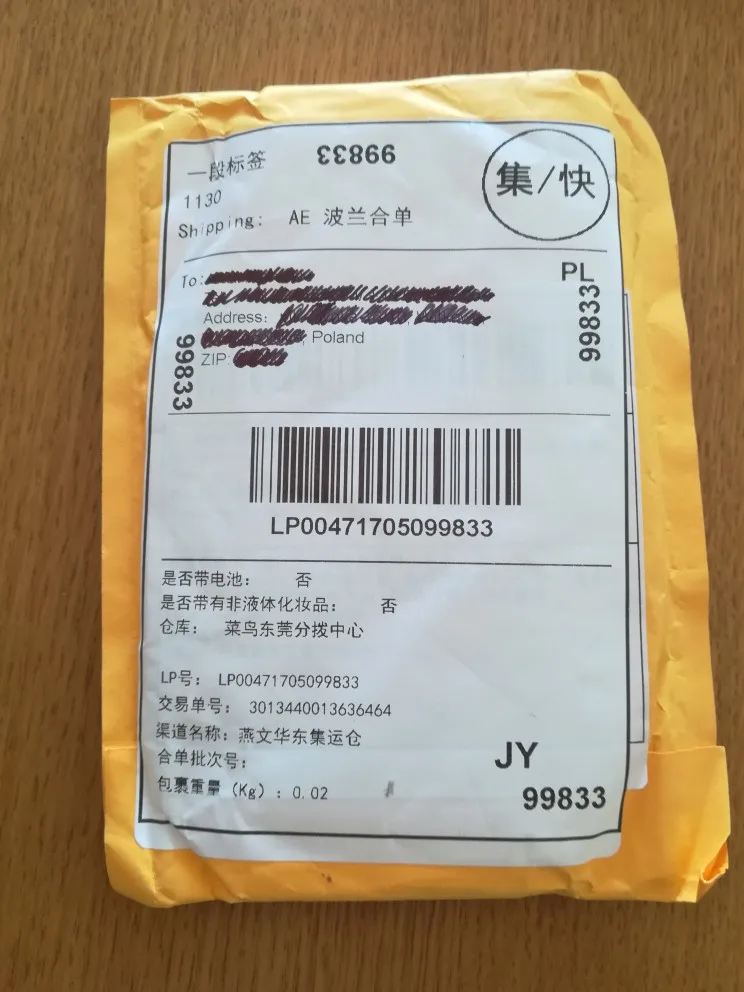 一段标签
99833
集/快
1130
Shipping: AE 波兰合单
To:
PL
99833
Address:
, Poland
ZIP:
99833
LP00471705099833
是否带电池: 否
是否带有非液体化妆品: 否
仓库: 菜鸟东莞分拨中心
LP号: LP00471705099833
交易单号: 3013440013636464
渠道名称: 燕文华东集运仓
合单批次号:
包裹重量 (Kg) : 0.02
JY
99833